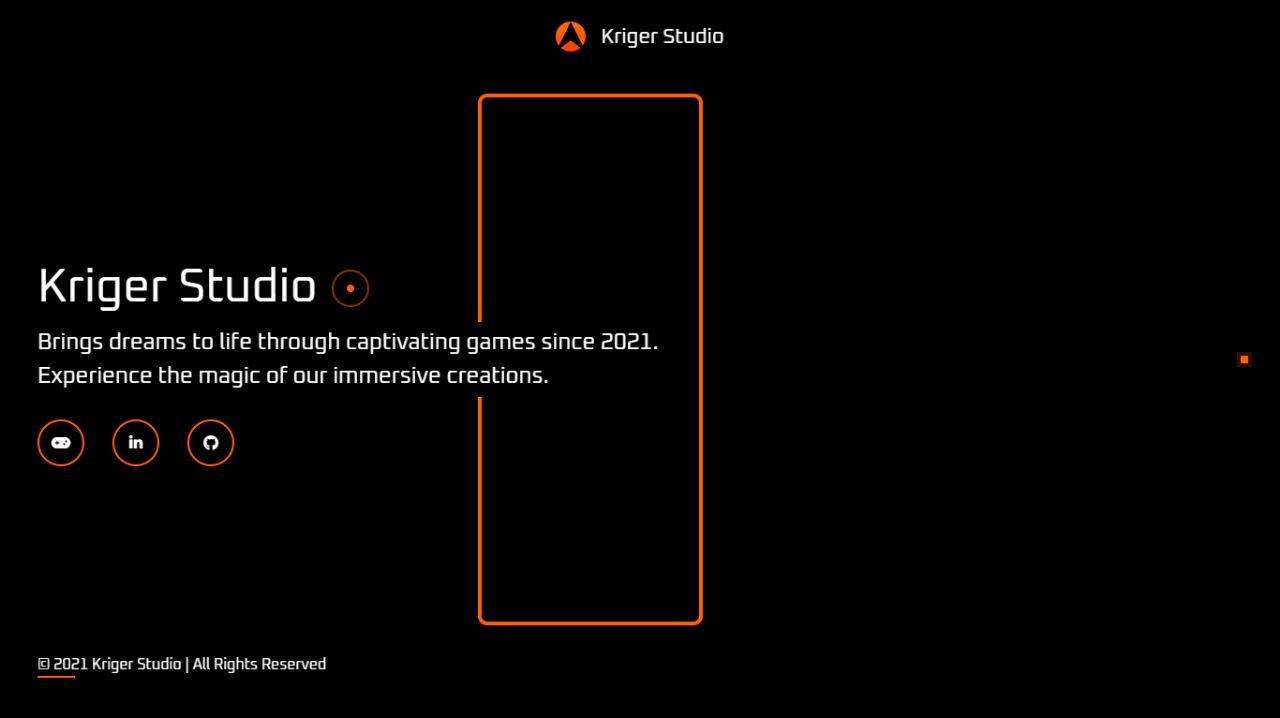 Kriger Studio
Kriger Studio
Brings dreams to life through captivating games since 2021.
Experience the magic of our immersive creations.
in
© 2021 Kriger Studio | All Rights Reserved